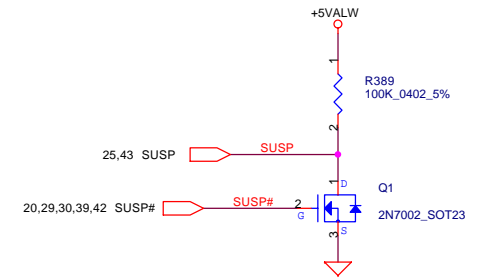 +5VALW
1
R389
100K_0402_5%
2
25,43 SUSP
SUSP
1
D
Q1
20,29,30,39,42 SUSP#
SUSP#
2
G
2N7002_SOT23
S
3